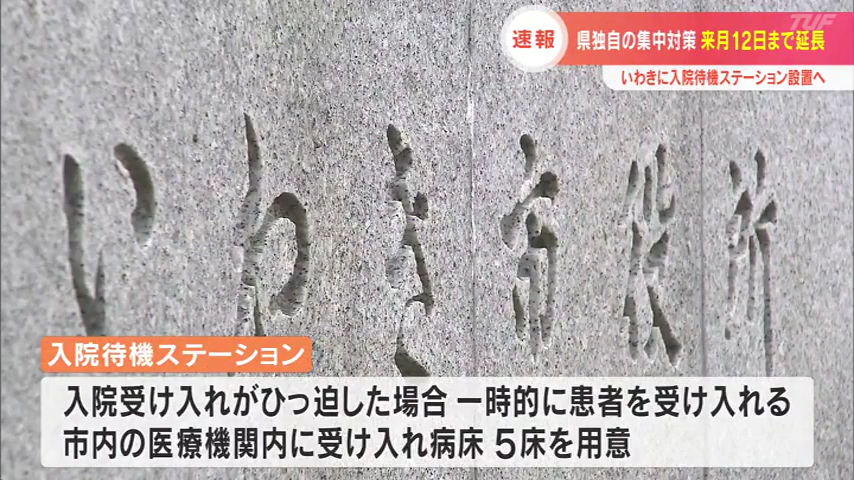 TUF
速報
県独自の集中対策 来月12日まで延長
いわきに入院待機ステーション設置へ
いわき市役所
入院待機ステーション
入院受け入れがひっ迫した場合 一時的に患者を受け入れる
市内の医療機関内に受け入れ病床 5床を用意